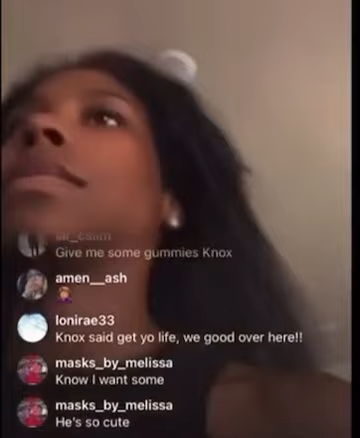 Give me some gummies Knox
amen__ash
🤦🏽‍♀️
lonirae33
Knox said get yo life, we good over here!!
masks_by_melissa
Know I want some
masks_by_melissa
He's so cute